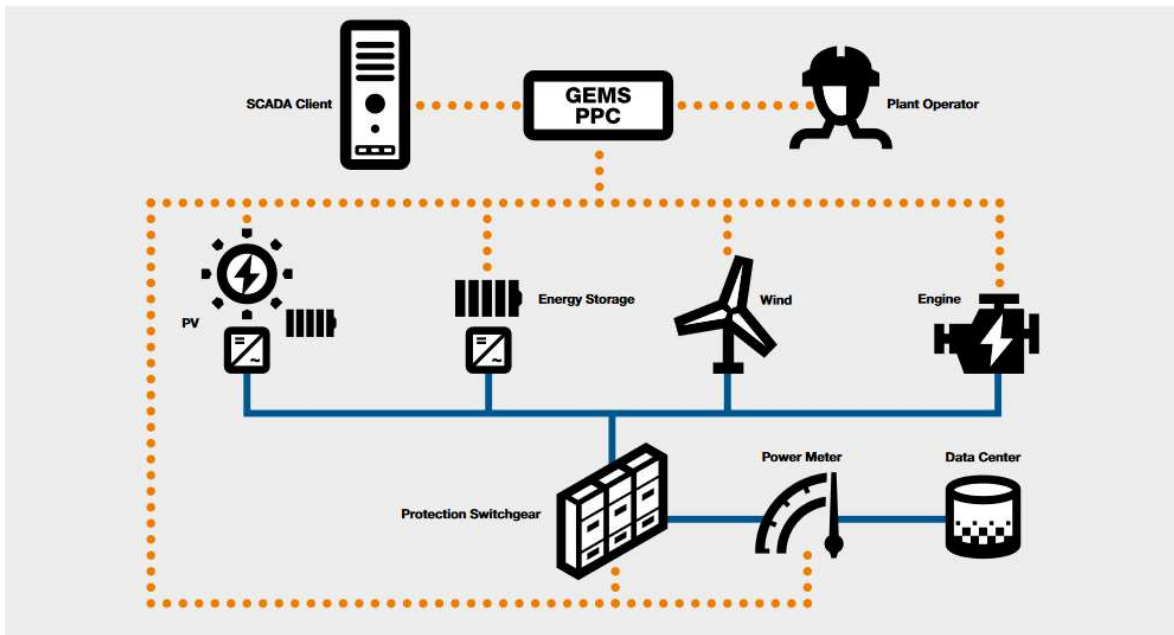 SCADA Client
GEMS
PPC
Plant Operator
PV
Energy Storage
Wind
Engine
Protection Switchgear
Power Meter
Data Center